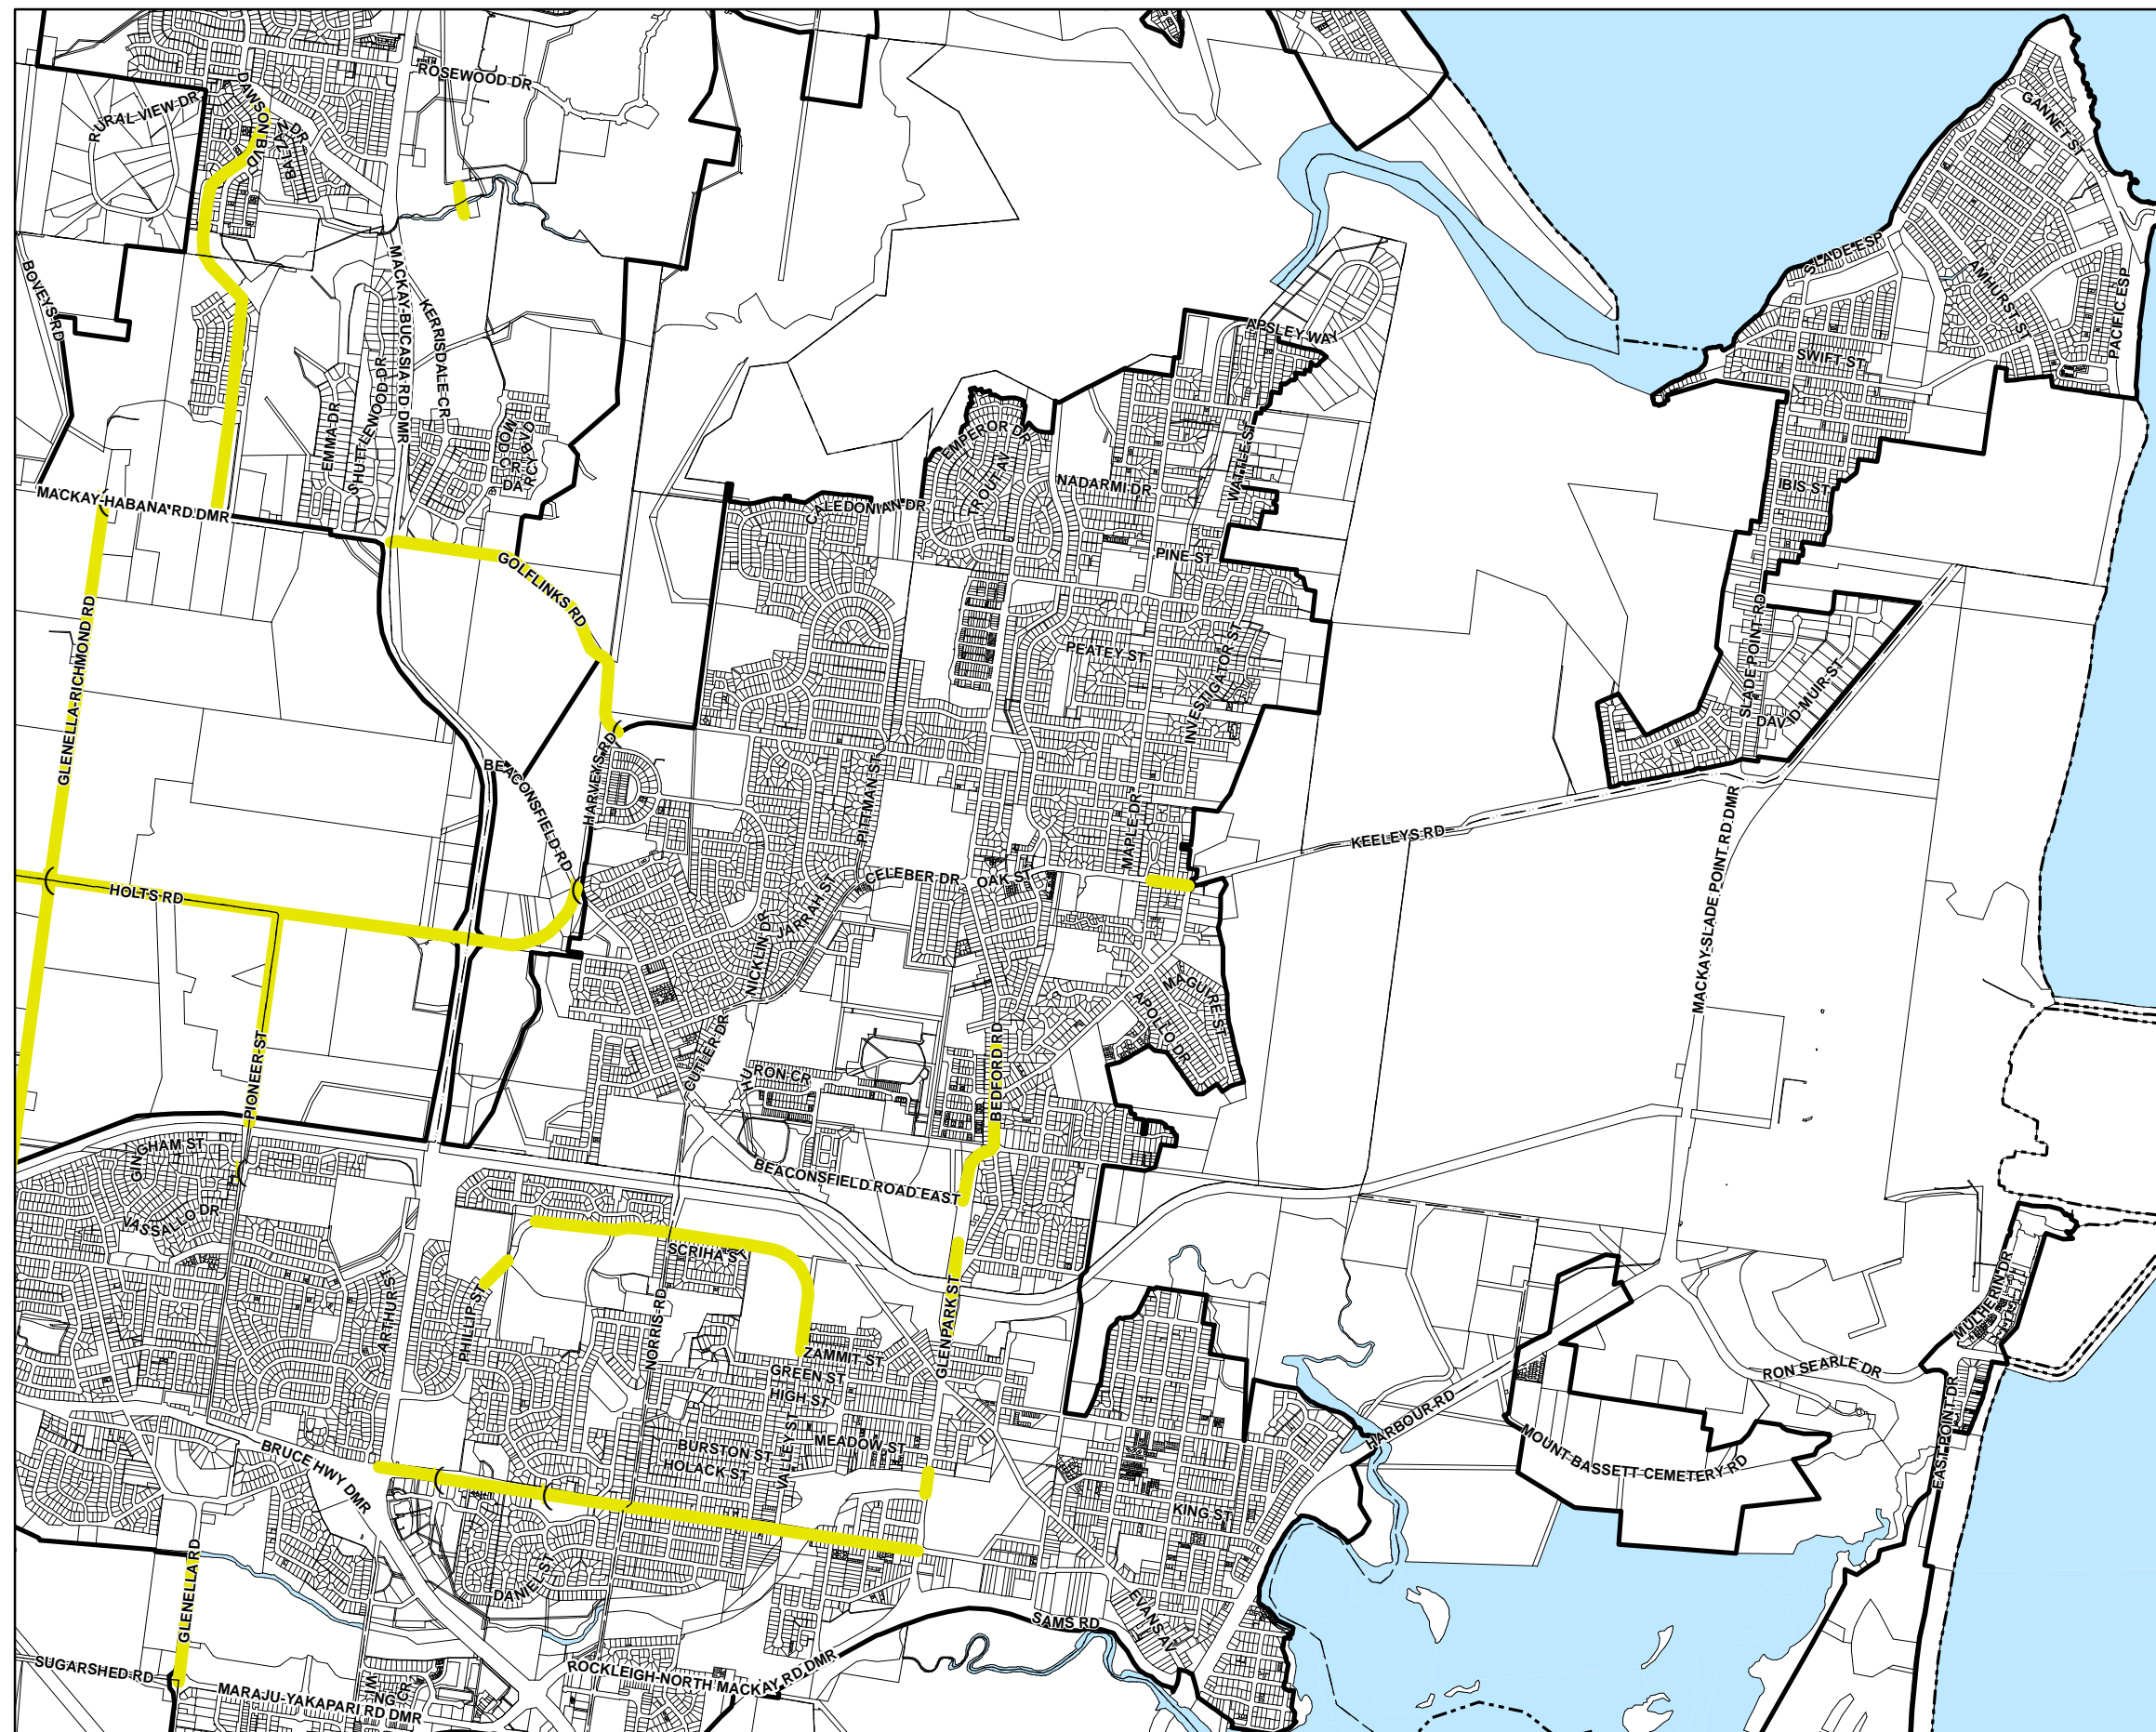 ROSEWOOD DR
RURAL VIEW DR
DAWSON BVD
BALZAN DR
GANNET ST
BOVEYS RD
SLADE ESP
AMHURST ST
PACIFIC ESP
MACKAY-BUCASIA RD DMR
KERRISDALE CR
APSLEY WAY
SWIFT ST
EMMA DR
SHUTTLEWOOD DR
EMPEROR DR
TROUT AV
NADARMI DR
WATTLE ST
IBIS ST
MACKAY-HABANA RD DMR
CALEDONIAN DR
PINE ST
GOLFLINKS RD
GLENELLA-RICHMOND RD
PEATEY ST
INVESTIGATOR ST
SLADE POINT RD
DAVID MUIR ST
BEACONSFIELD RD
HARVEYS RD
PITMAN ST
MAPLE DR
KEELEYS RD
MACKAY-SLADE POINT RD DMR
HOLTS RD
CELEBER DR
OAK ST
NICKLIN DR
JARRAH ST
MAGUIRE ST
APOLLO DR
PIONEER ST
CUTLER DR
HURON CR
BEDFORD RD
GINGHAM ST
VASSALLO DR
BEACONSFIELD ROAD EAST
SCRIHA ST
ARTHUR ST
PHILLIP ST
NORRIS RD
GLENPARK ST
MULHERIN DR
ZAMMIT ST
GREEN ST
HIGH ST
RON SEARLE DR
EAST POINT DR
HARBOUR RD
MOUNT BASSETT CEMETERY RD
BRUCE HWY DMR
BURSTON ST
HOLACK ST
VALLEY ST
MEADOW ST
KING ST
DANIEL ST
GLENELLA RD
EVANS AV
SAMS RD
SUGARSHED RD
MARAJU-YAKAPARI RD DMR
ROCKLEIGH-NORTH MACKAY RD DMR